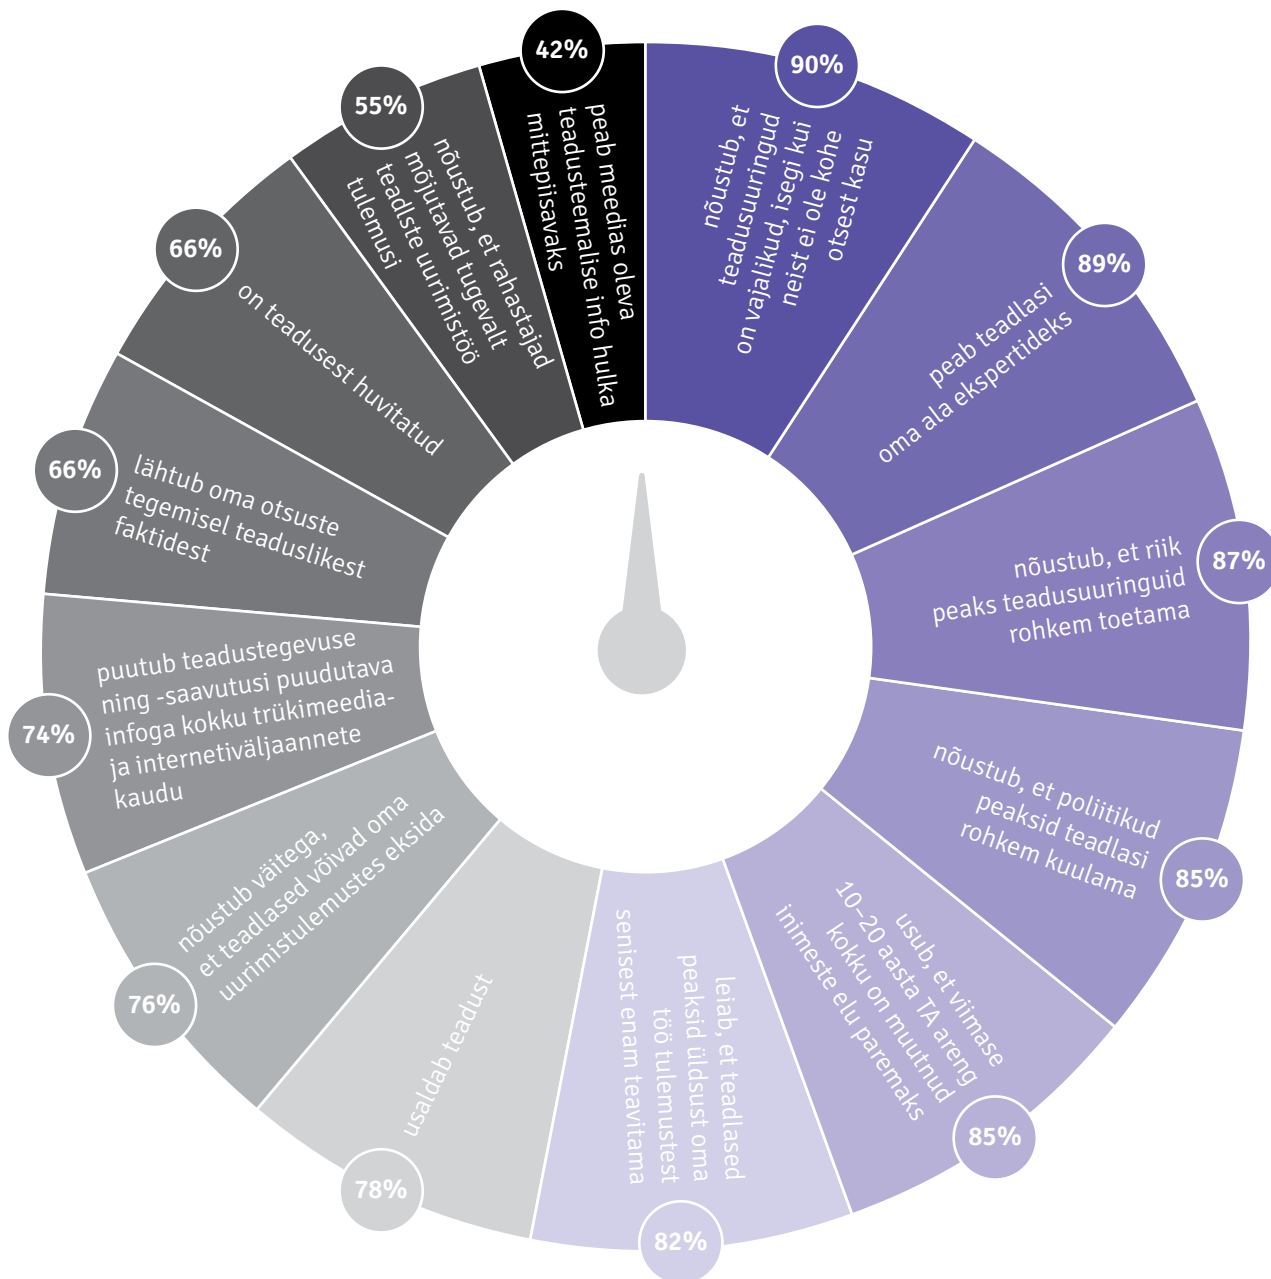 90%
nõustub, et
teadusuuringud
on vajalikud, isegi kui
neist ei ole kohe
otsest kasu
89%
peab teadlasi
oma ala ekspertideks
87%
nõustub, et riik
peaks teadusuuringuid
rohkem toetama
85%
nõustub, et poliitikud
peaksid teadlasi
rohkem kuulama
85%
usub, et viimase
10–20 aasta TA areng
kokku on muutnud
inimeste elu paremaks
82%
leiab, et teadlased
peaksid üldsust oma
töö tulemustest
senisest enam teavitama
78%
usaldab teadust
76%
nõustub väitega,
et teadlased võivad oma
uurimistulemustes eksida
74%
puutub teadustegevuse
ning -saavutusi puudutava
infoga kokku trükimeedia-
ja internetiväljaannete
kaudu
66%
lähtub oma otsuste
tegemisel teaduslikest
faktidest
66%
on teadusest huvitatud
55%
nõustub, et rahastajad
mõjutavad tugevalt
teadlste uurimistöö
tulemusi
42%
peab meedias oleva
teadusteemalise info hulka
mittepiisavaks